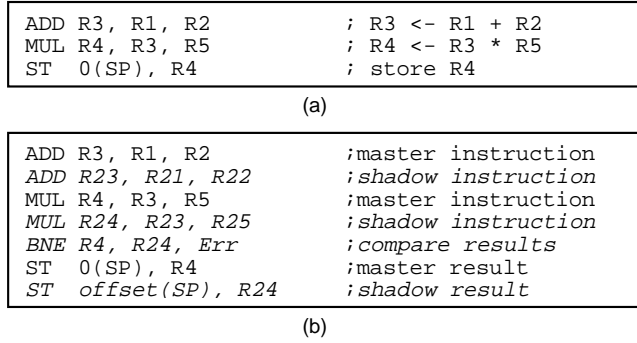 ADD R3, R1, R2 ; R3 <- R1 + R2
MUL R4, R3, R5 ; R4 <- R3 * R5
ST 0(SP), R4 ; store R4
(a)
ADD R3, R1, R2 ;master instruction
ADD R23, R21, R22 ;shadow instruction
MUL R4, R3, R5 ;master instruction
MUL R24, R23, R25 ;shadow instruction
BNE R4, R24, Err ;compare results
ST 0(SP), R4 ;master result
ST offset(SP), R24 ;shadow result
(b)